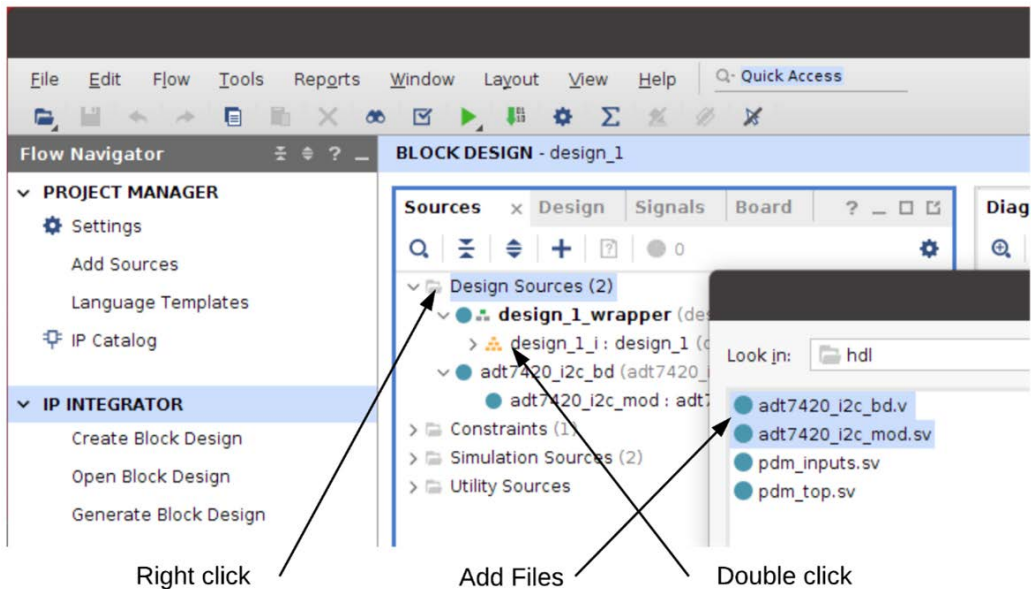 File Edit Flow Tools Reports Window Layout View Help Quick Access
Flow Navigator ? _
BLOCK DESIGN - design_1
PROJECT MANAGER
Settings
Add Sources
Language Templates
IP Catalog
IP INTEGRATOR
Create Block Design
Open Block Design
Generate Block Design
Sources × Design Signals Board ? _
0
Design Sources (2)
design_1_wrapper (des
design_1_i : design_1 (
adt7420_i2c_bd (adt7420_i
adt7420_i2c_mod : adt7
Constraints (1)
Simulation Sources (2)
Utility Sources
Diag
Look in: hdl
adt7420_i2c_bd.v
adt7420_i2c_mod.sv
pdm_inputs.sv
pdm_top.sv
Right click
Add Files
Double click